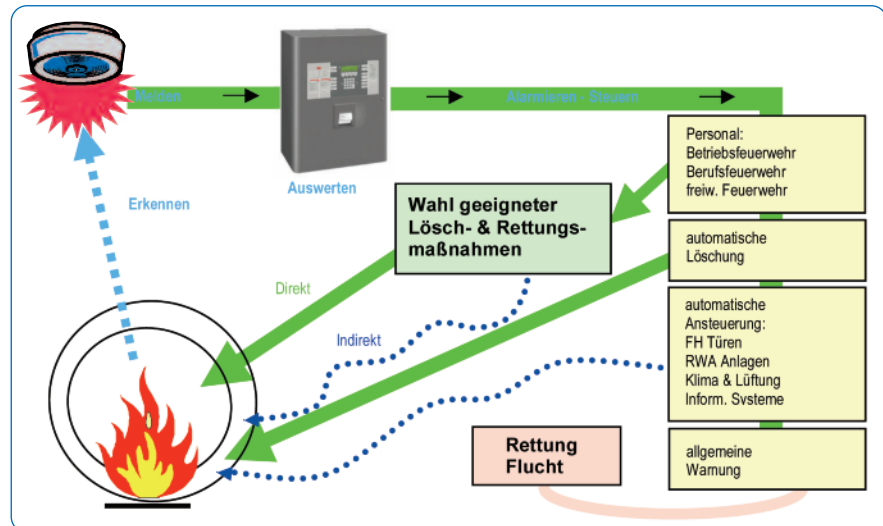 Melden
Alarmieren - Steuern
Auswerten
Erkennen
Personal:
Betriebsfeuerwehr
Berufsfeuerwehr
freiw. Feuerwehr
Wahl geeigneter
Lösch- & Rettungs-
maßnahmen
automatische
Löschung
Direkt
Indirekt
automatische
Ansteuerung:
FH Türen
RWA Anlagen
Klima & Lüftung
Inform. Systeme
Rettung
Flucht
allgemeine
Warnung